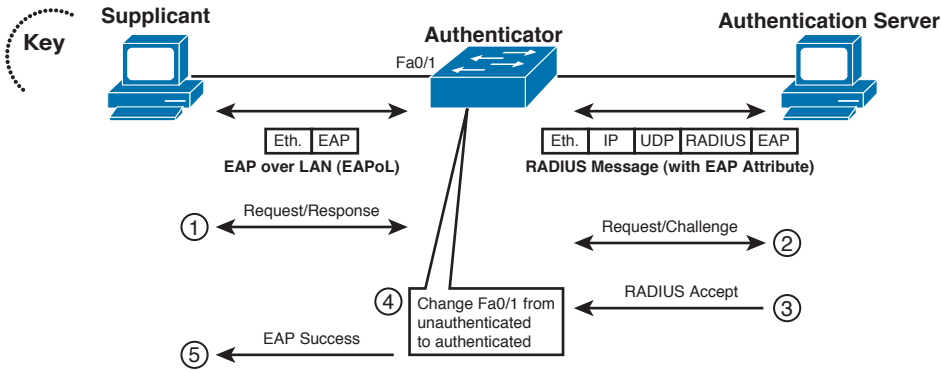 Supplicant
Authentication Server
Key
Authenticator
Fa0/1
Eth. EAP
Eth. IP UDP RADIUS EAP
EAP over LAN (EAPoL)
RADIUS Message (with EAP Attribute)
1
Request/Response
Request/Challenge
2
RADIUS Accept
3
4
Change Fa0/1 from
unauthenticated
to authenticated
5
EAP Success